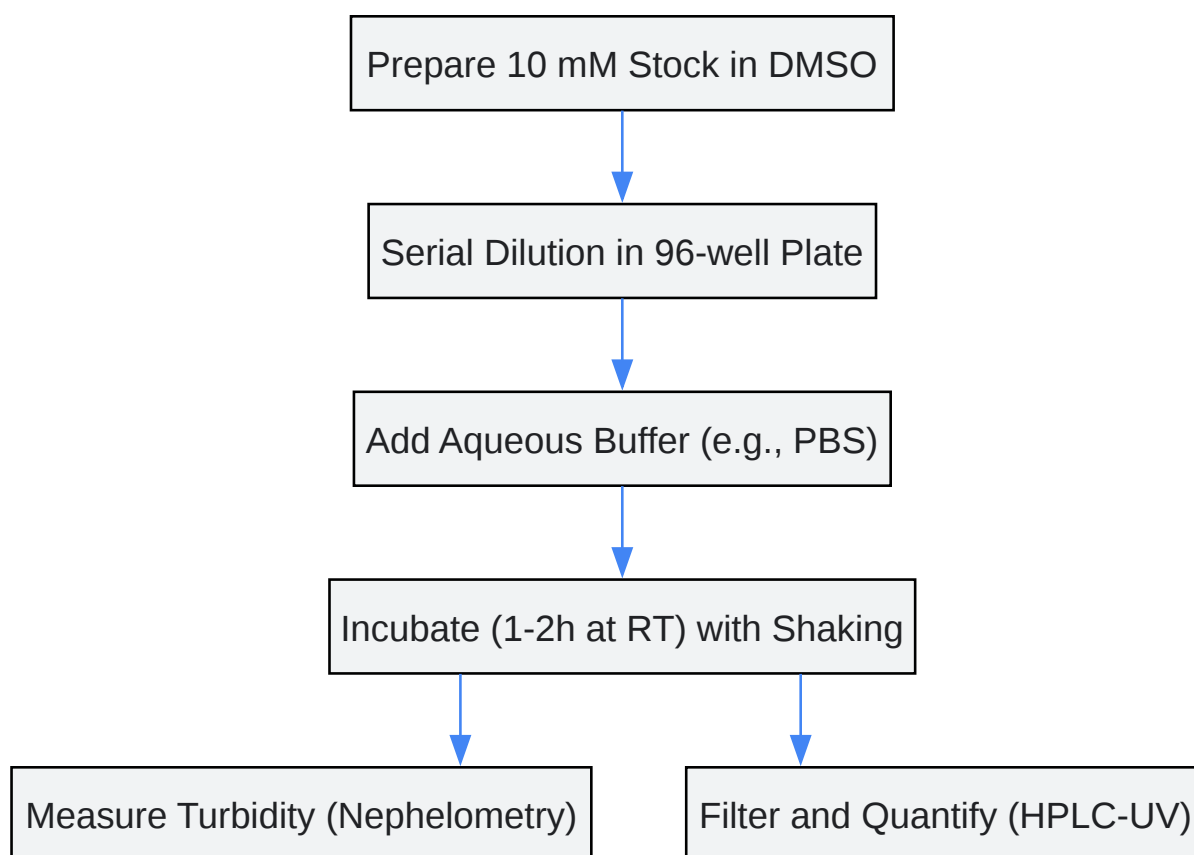 Prepare 10 mM Stock in DMSO
Serial Dilution in 96-well Plate
Add Aqueous Buffer (e.g., PBS)
Incubate (1-2h at RT) with Shaking
Measure Turbidity (Nephelometry)
Filter and Quantify (HPLC-UV)